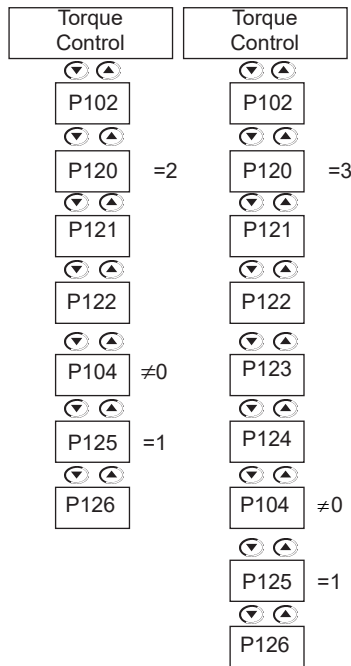 Torque
Control
P102
P120 =2
P121
P122
P104 ≠0
P125 =1
P126
Torque
Control
P102
P120 =3
P121
P122
P123
P124
P104 ≠0
P125 =1
P126